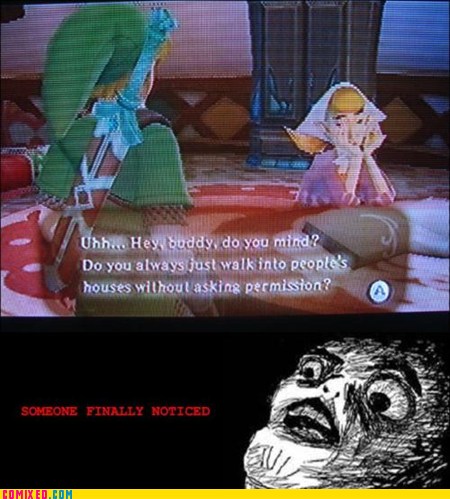 Uhh... Hey, buddy, do you mind?
Do you always just walk into people's
houses without asking permission?
A
SOMEONE FINALLY NOTICED
COMIXED.COM